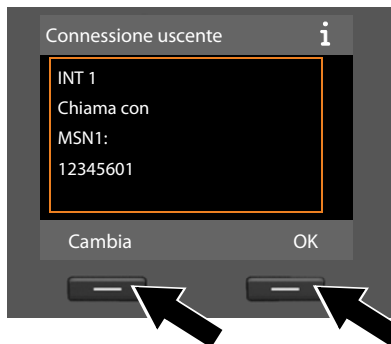 Connessione uscente i
INT 1
Chiama con
MSN1:
12345601
Cambia OK